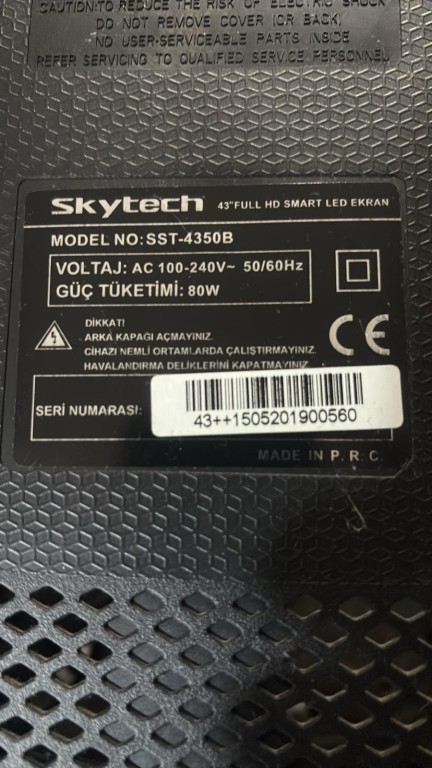 CAUTION:TO REDUCE THE RISK OF ELECTRIC SHOCK
DO NOT REMOVE COVER (OR BACK)
NO USER-SERVICEABLE PARTS INSIDE
REFER SERVICING TO QUALIFIED SERVICE PERSONNEL
Skytech 43"FULL HD SMART LED EKRAN
MODEL NO:SST-4350B
VOLTAJ: AC 100-240V~ 50/60Hz
GÜÇ TÜKETİMİ: 80W
DİKKAT!
ARKA KAPAĞI AÇMAYINIZ.
CİHAZI NEMLİ ORTAMLARDA ÇALIŞTIRMAYINIZ.
HAVALANDIRMA DELİKLERİNİ KAPATMAYINIZ
CE
SERİ NUMARASI:
43++1505201900560
MADE IN P. R. C.